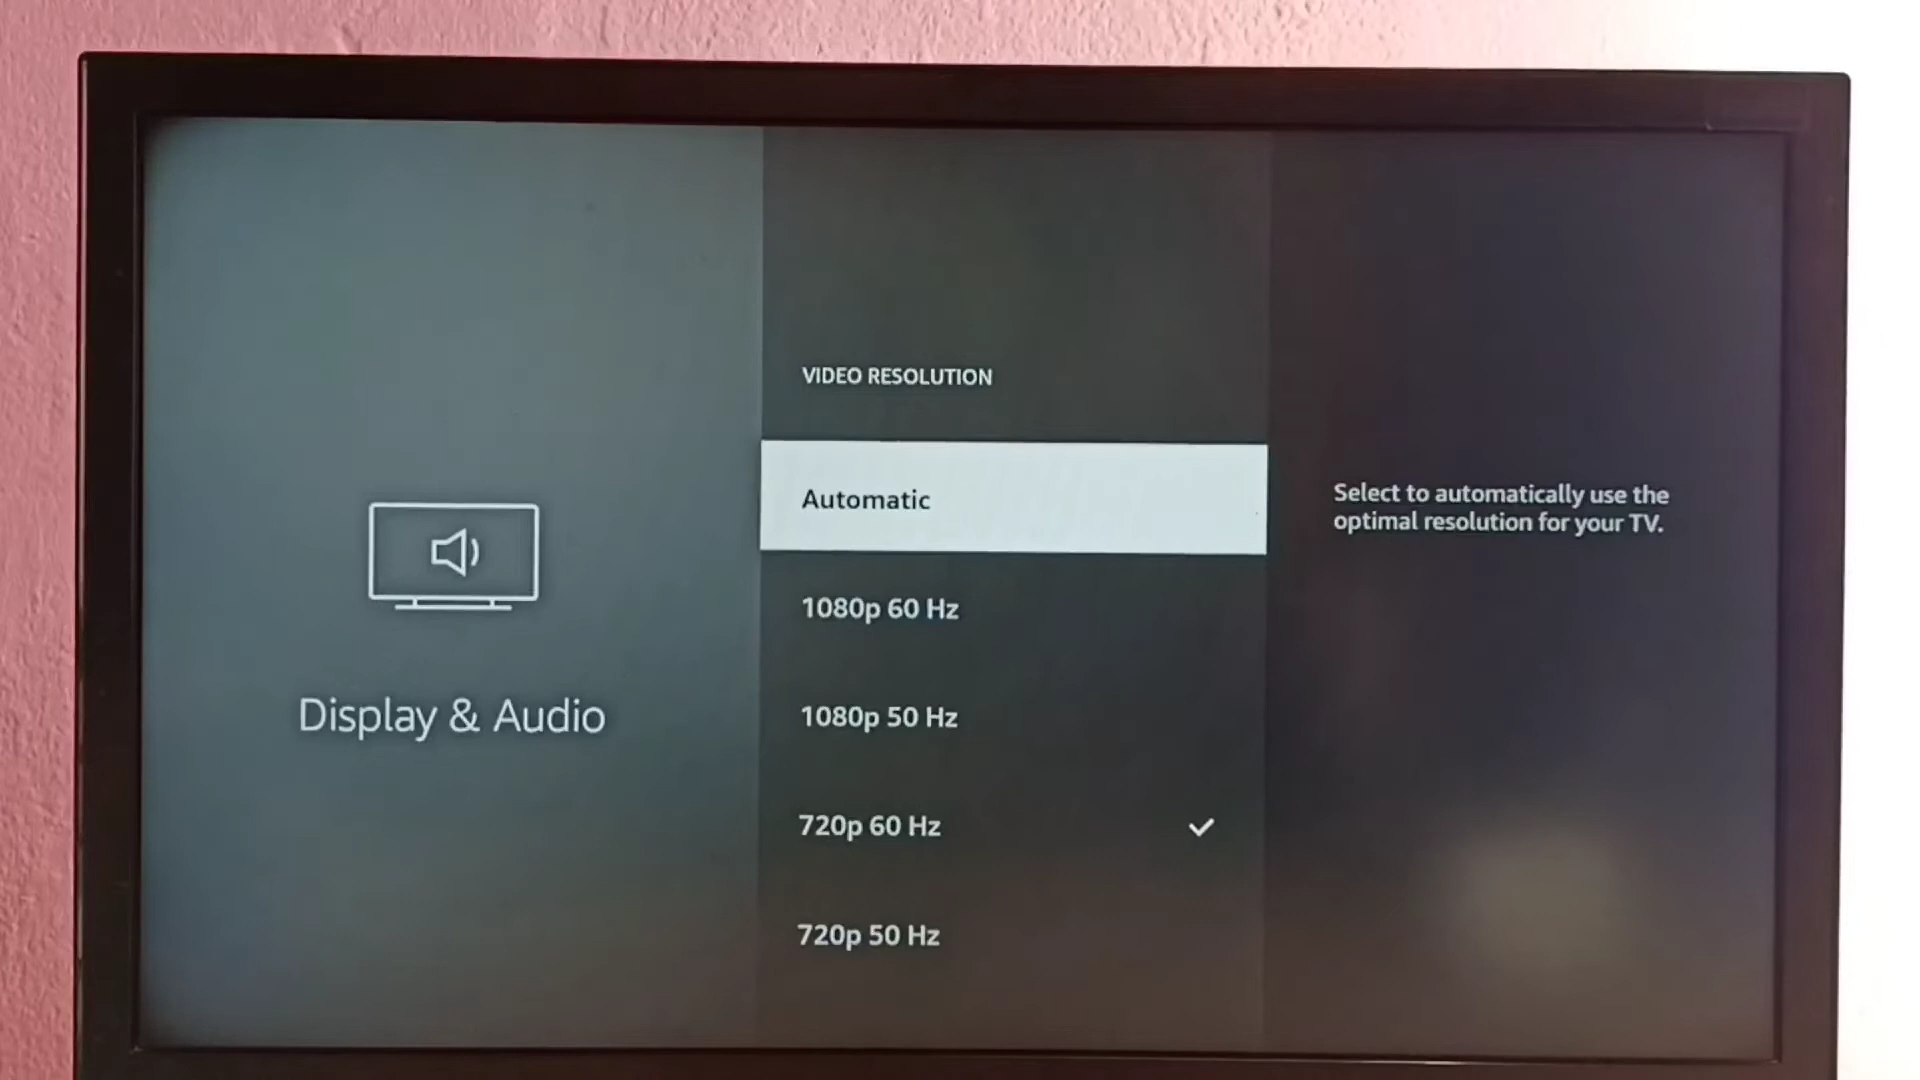 VIDEO RESOLUTION
Automatic
Select to automatically use the
optimal resolution for your TV.
1080p 60 Hz
1080p 50 Hz
Display & Audio
720p 60 Hz
720p 50 Hz